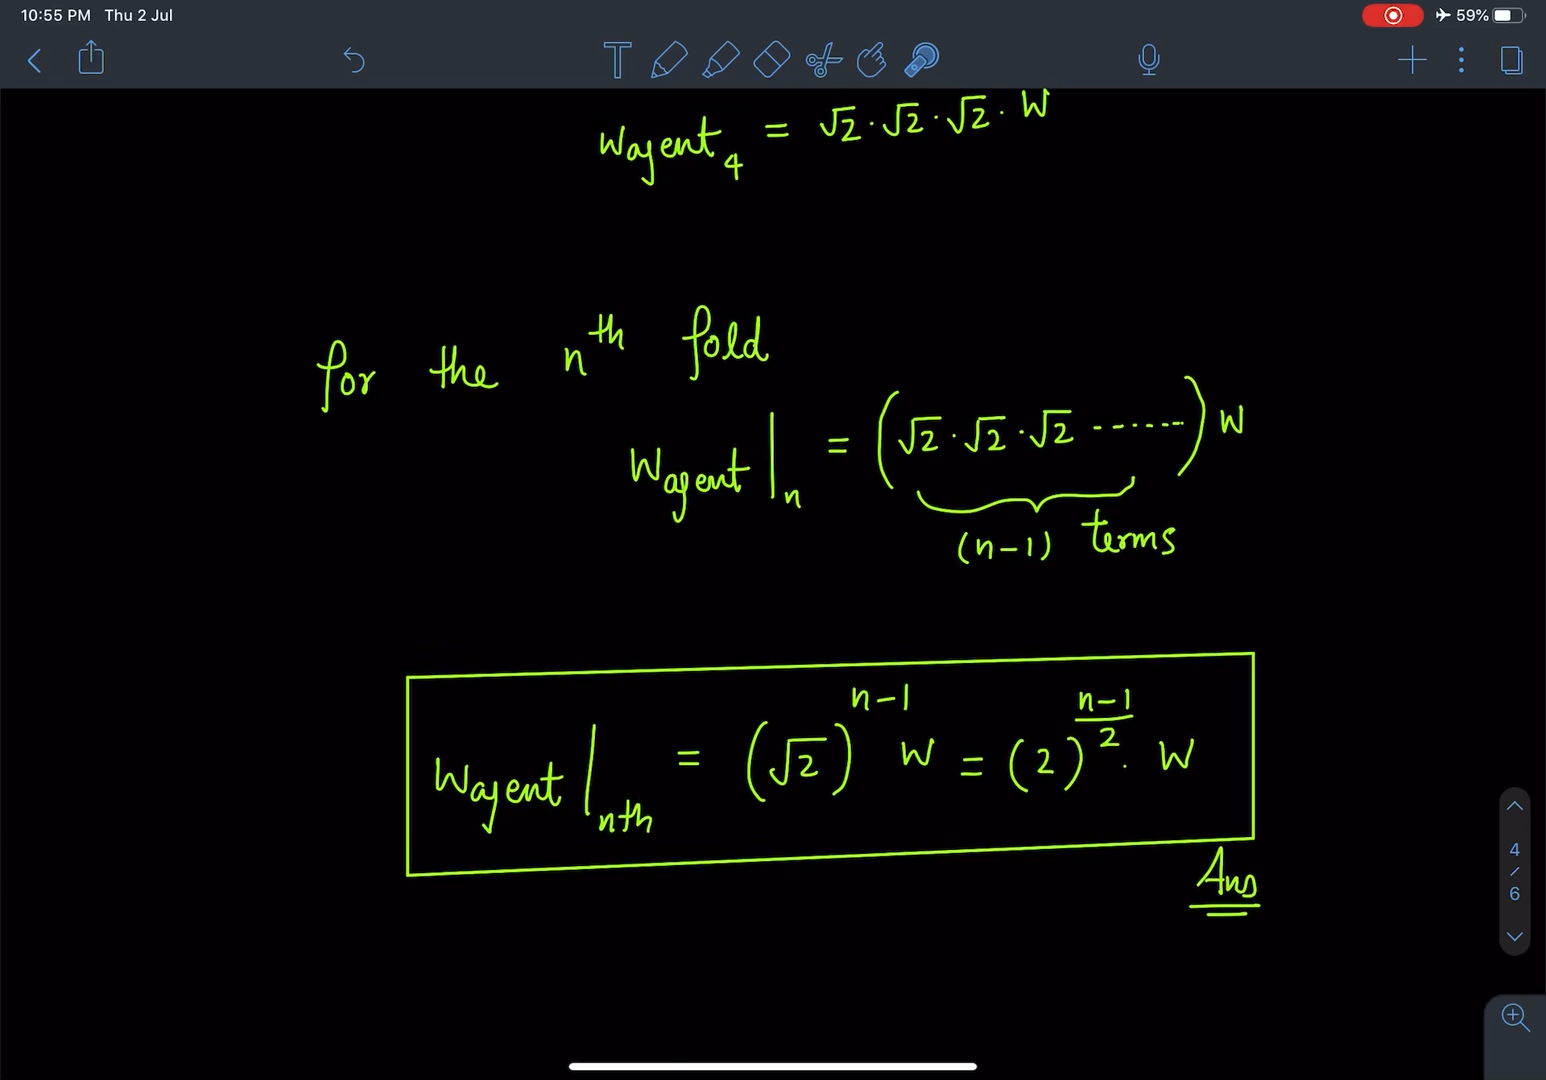 10:55 PM Thu 2 Jul 59%
T
Wagent₄ = √2 · √2 · √2 · W
for the nᵗʰ fold
Wagent |ₙ = (√2 · √2 · √2 ------) W
(n-1) terms
Wagent |nth = (√2)ⁿ⁻¹ W = (2)^(n-1)/2 · W
Ans
4
/
6